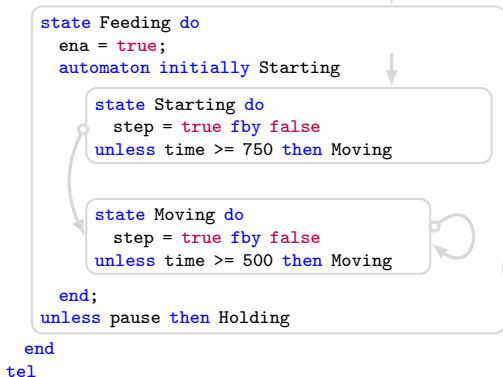 state Feeding do
ena = true;
automaton initially Starting
state Starting do
step = true fby false
unless time >= 750 then Moving
state Moving do
step = true fby false
unless time >= 500 then Moving
end;
unless pause then Holding
end
tel